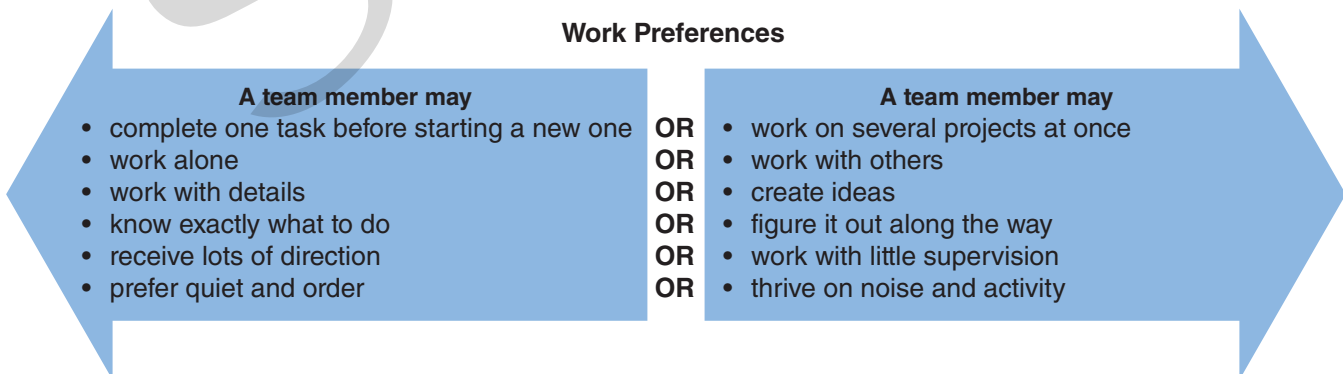 Work Preferences
A team member may A team member may
• complete one task before starting a new one OR • work on several projects at once
• work alone OR • work with others
• work with details OR • create ideas
• know exactly what to do OR • figure it out along the way
• receive lots of direction OR • work with little supervision
• prefer quiet and order OR • thrive on noise and activity